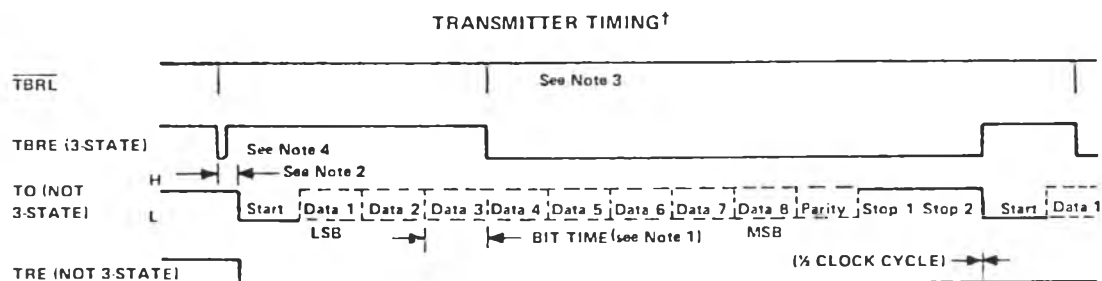 TRANSMITTER TIMING†
TBRL
See Note 3
TBRE (3-STATE)
See Note 4
See Note 2
TO (NOT 3-STATE)
H
L
Start Data 1 Data 2 Data 3 Data 4 Data 5 Data 6 Data 7 Data 8 Parity Stop 1 Stop 2 Start Data 1
LSB
BIT TIME (see Note 1)
MSB
(½ CLOCK CYCLE)
TRE (NOT 3-STATE)